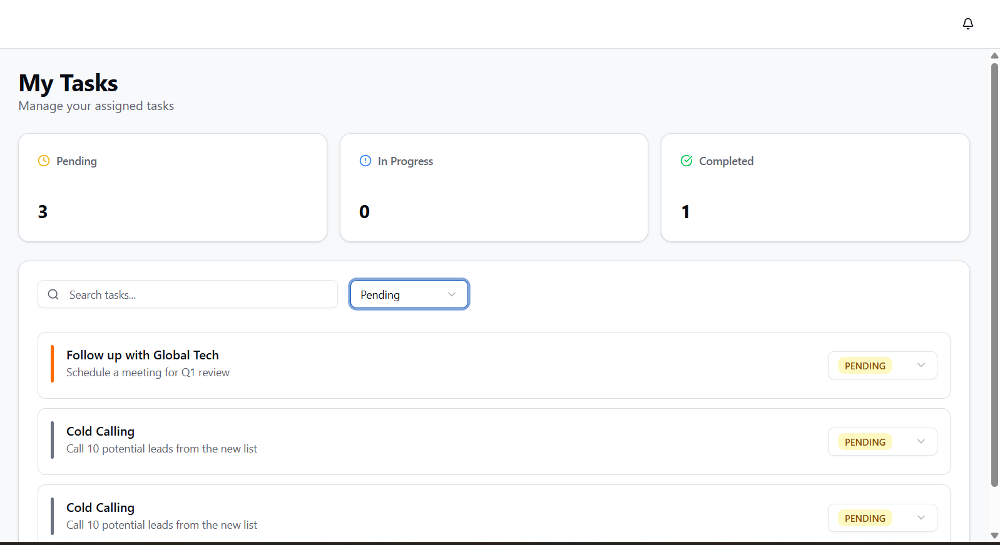 My Tasks
Manage your assigned tasks
Pending
In Progress
Completed
3
0
1
Search tasks...
Pending
Follow up with Global Tech
Schedule a meeting for Q1 review
PENDING
Cold Calling
Call 10 potential leads from the new list
PENDING
Cold Calling
Call 10 potential leads from the new list
PENDING